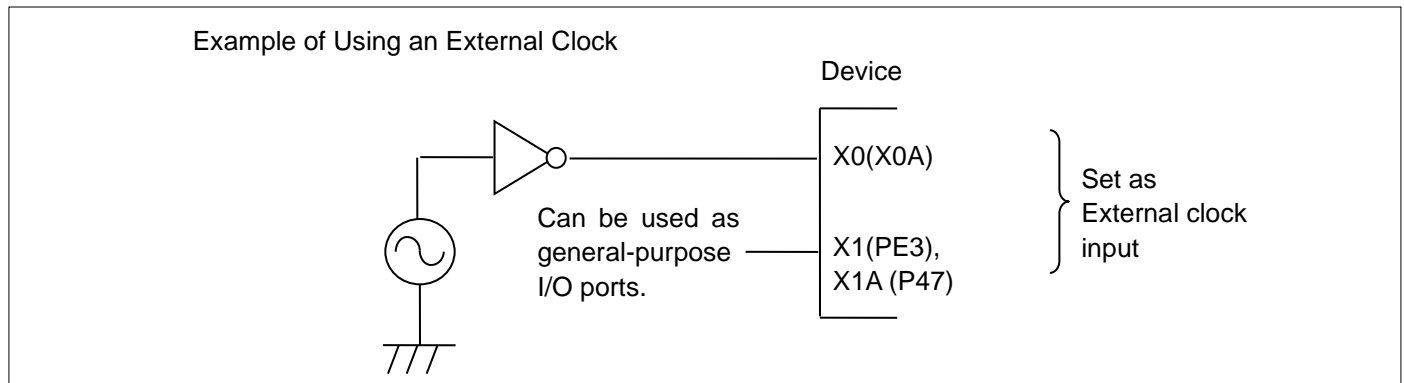 Example of Using an External Clock
Device
X0(X0A)
Can be used as
general-purpose
I/O ports.
X1(PE3),
X1A (P47)
Set as
External clock
input